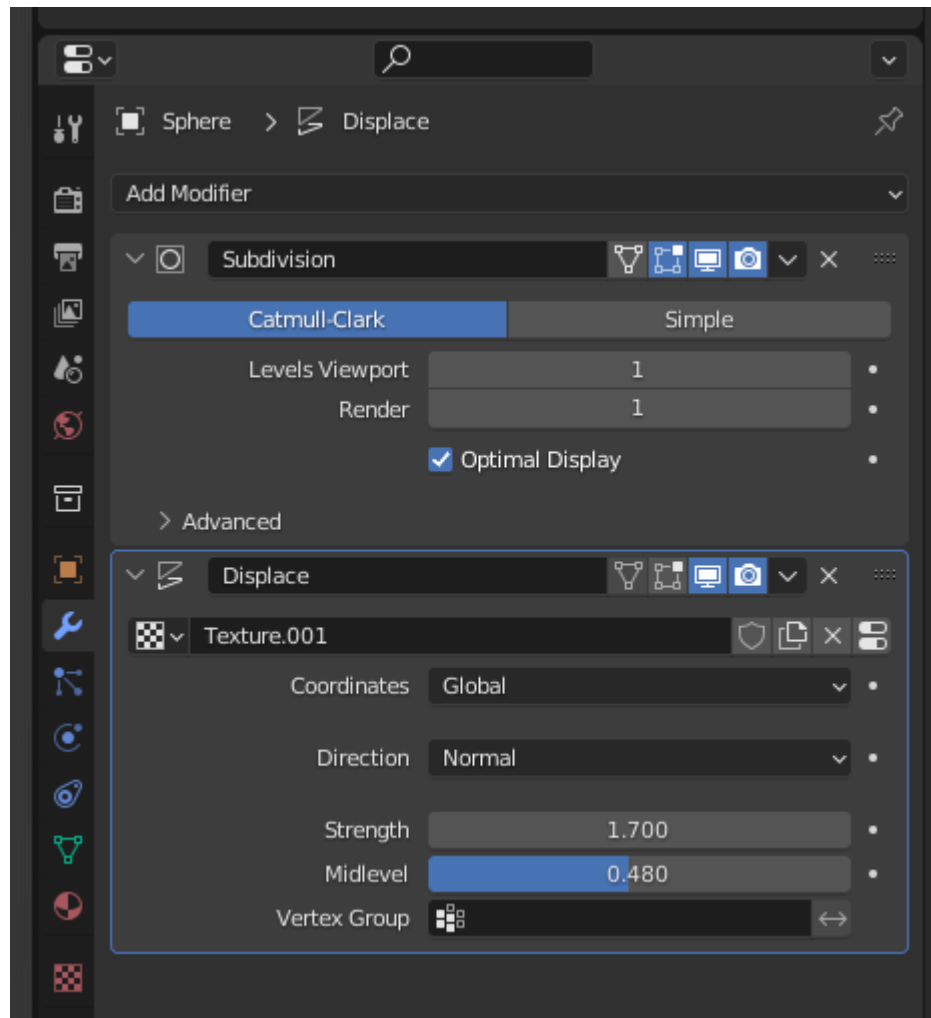 Sphere > Displace
Add Modifier
Subdivision
Catmull-Clark Simple
Levels Viewport 1
Render 1
Optimal Display
Advanced
Displace
Texture.001
Coordinates Global
Direction Normal
Strength 1.700
Midlevel 0.480
Vertex Group